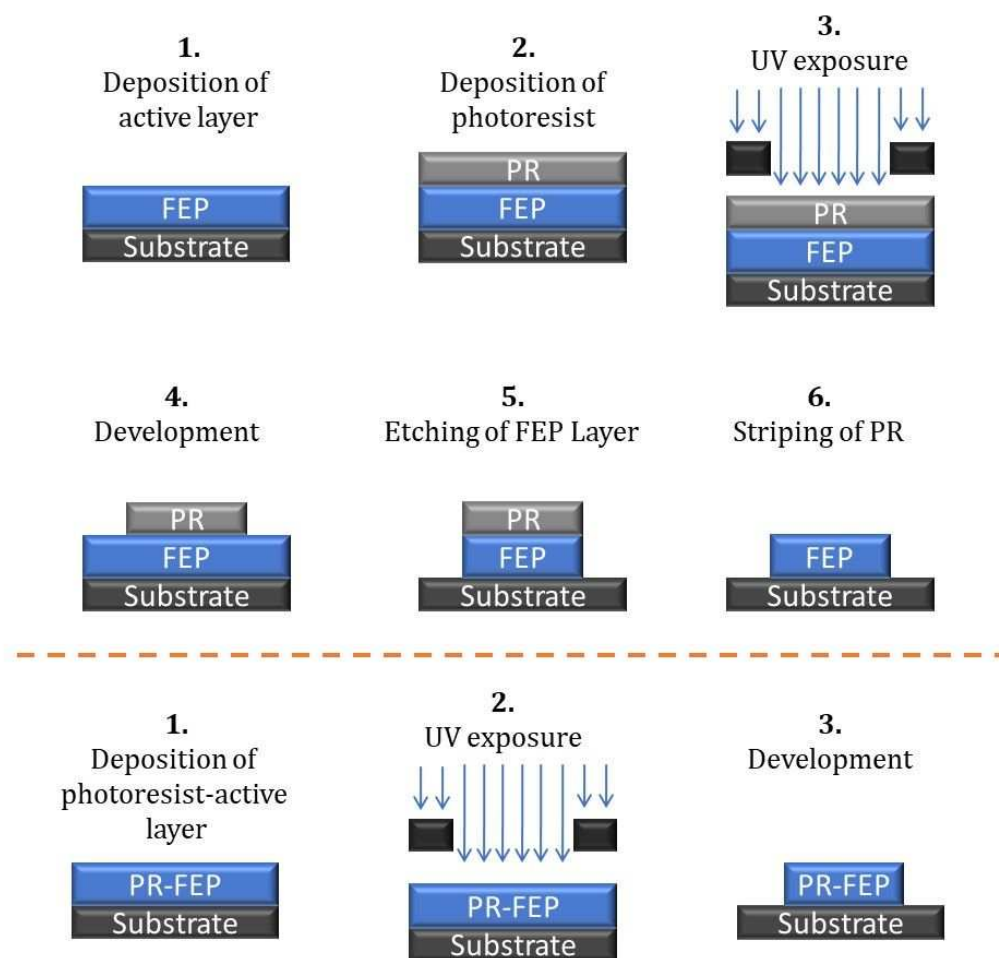 1.
Deposition of
active layer
FEP
Substrate
2.
Deposition of
photoresist
PR
FEP
Substrate
3.
UV exposure
PR
FEP
Substrate
4.
Development
PR
FEP
Substrate
5.
Etching of FEP Layer
PR
FEP
Substrate
6.
Striping of PR
FEP
Substrate
1.
Deposition of
photoresist-active
layer
PR-FEP
Substrate
2.
UV exposure
PR-FEP
Substrate
3.
Development
PR-FEP
Substrate